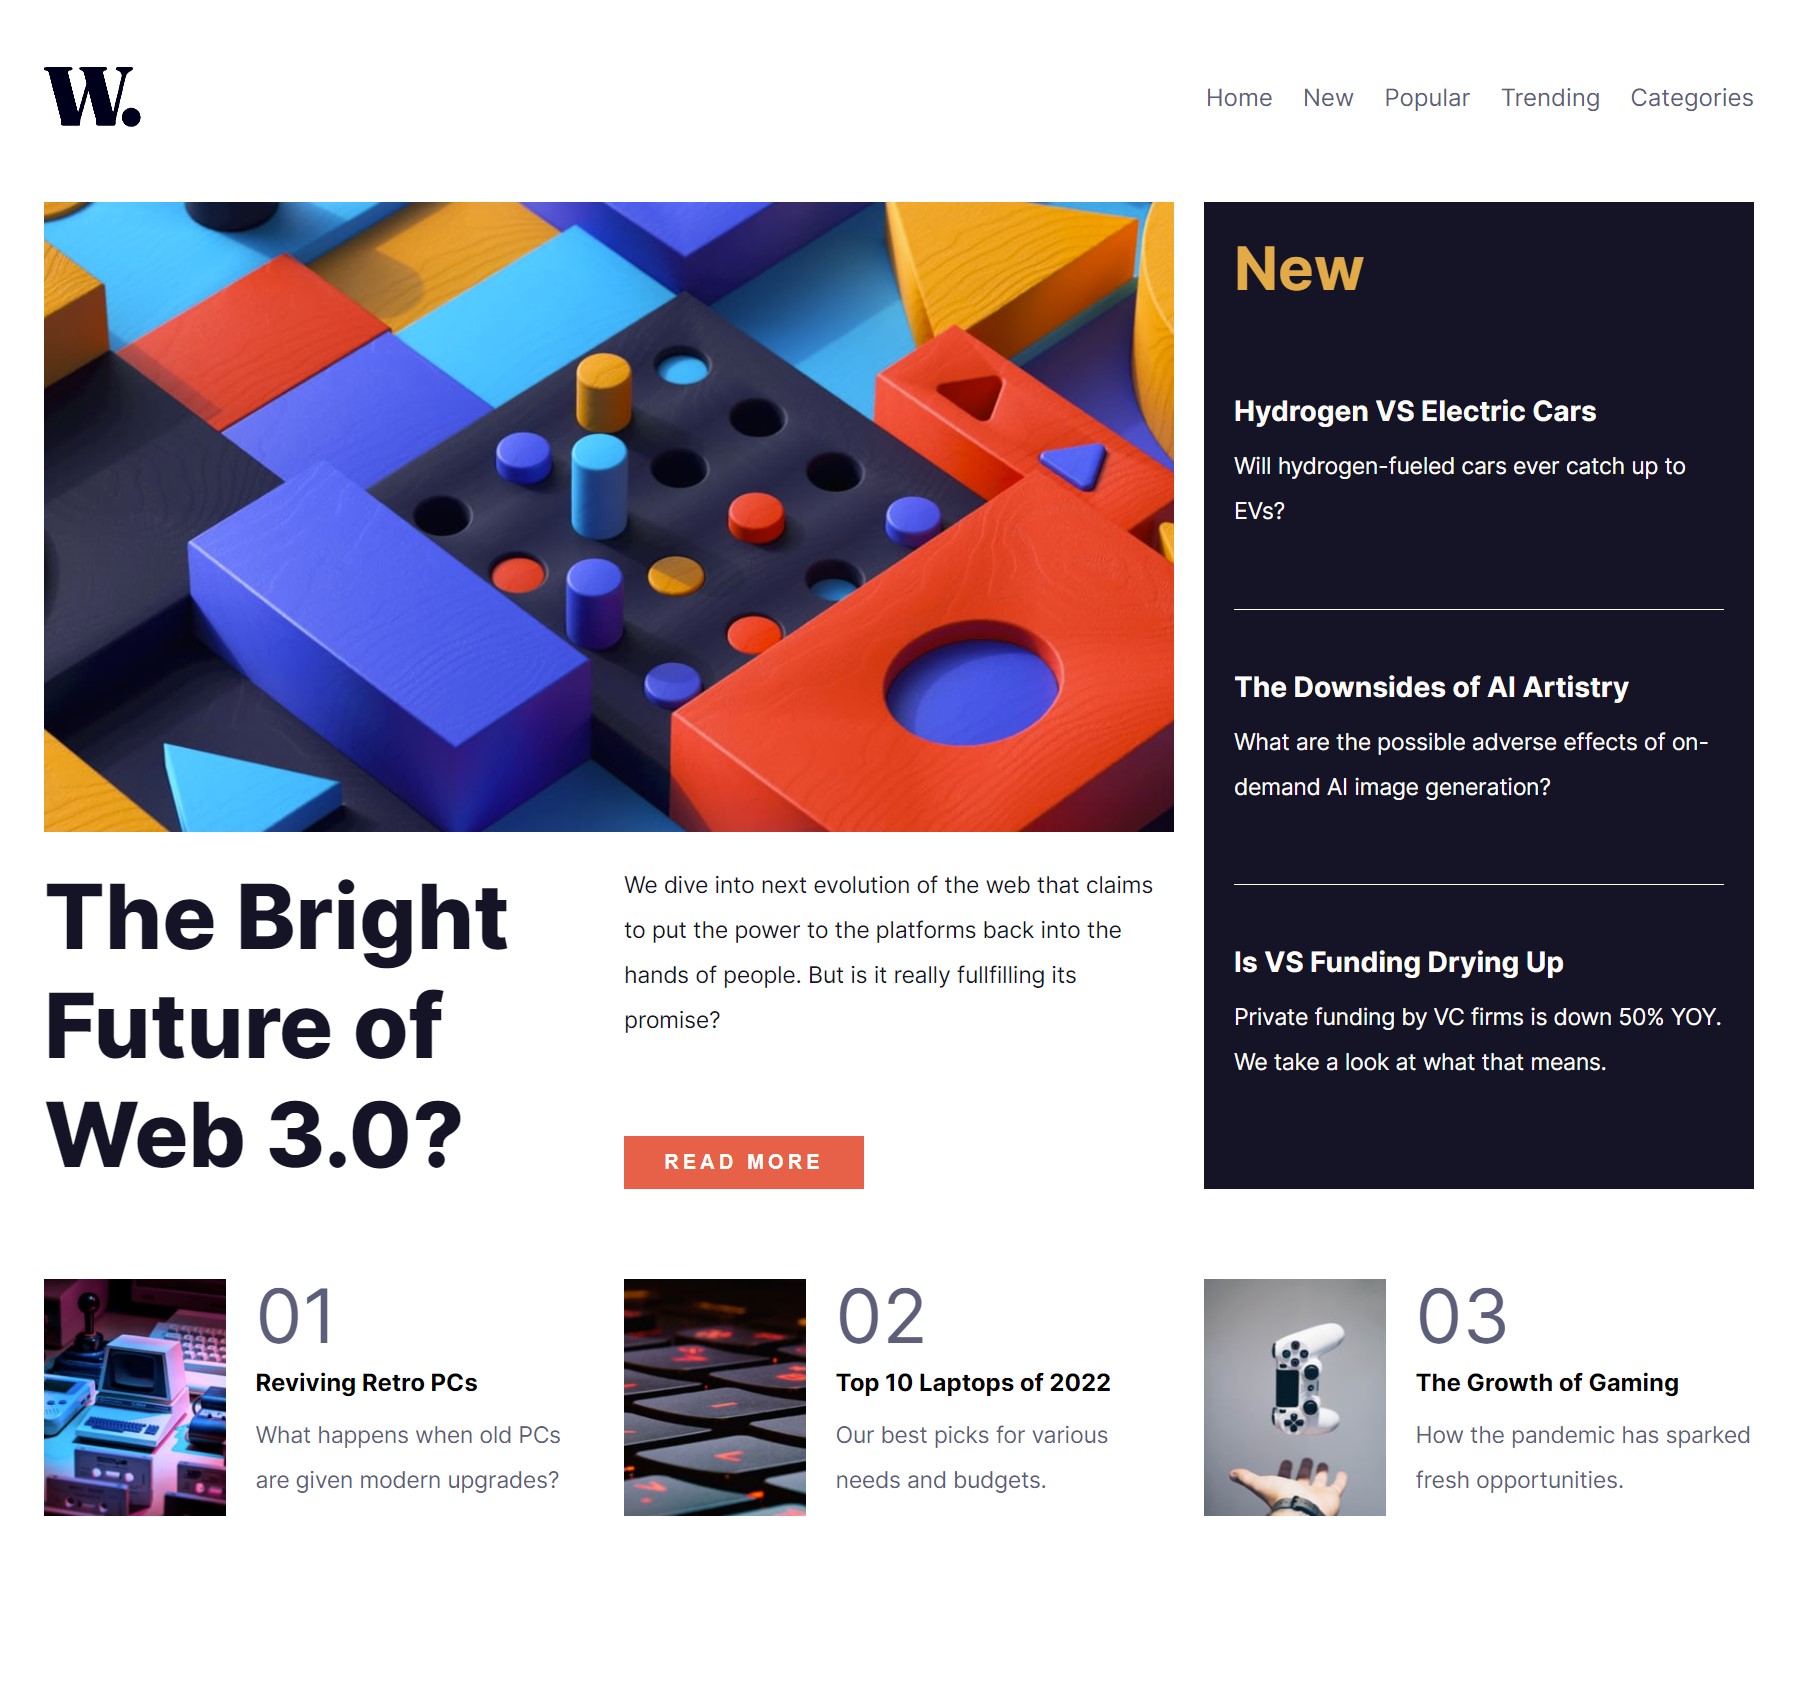 W.
Home New Popular Trending Categories
New
Hydrogen VS Electric Cars
Will hydrogen-fueled cars ever catch up to
EVs?
The Downsides of AI Artistry
What are the possible adverse effects of on-
demand AI image generation?
Is VS Funding Drying Up
Private funding by VC firms is down 50% YOY.
We take a look at what that means.
The Bright
Future of
Web 3.0?
We dive into next evolution of the web that claims
to put the power to the platforms back into the
hands of people. But is it really fullfilling its
promise?
READ MORE
01
Reviving Retro PCs
What happens when old PCs
are given modern upgrades?
02
Top 10 Laptops of 2022
Our best picks for various
needs and budgets.
03
The Growth of Gaming
How the pandemic has sparked
fresh opportunities.